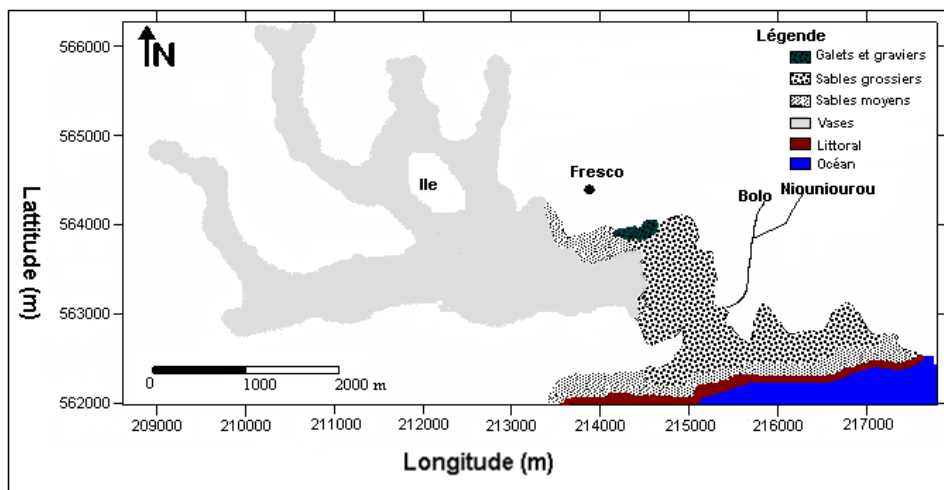 566000
565000
564000
563000
562000
Lattitude (m)
N
Légende
Galets et graviers
Sables grossiers
Sables moyens
Vases
Littoral
Océan
Ile
Fresco
Bolo
Niguniourou
0
1000
2000 m
209000 210000 211000 212000 213000 214000 215000 216000 217000
Longitude (m)